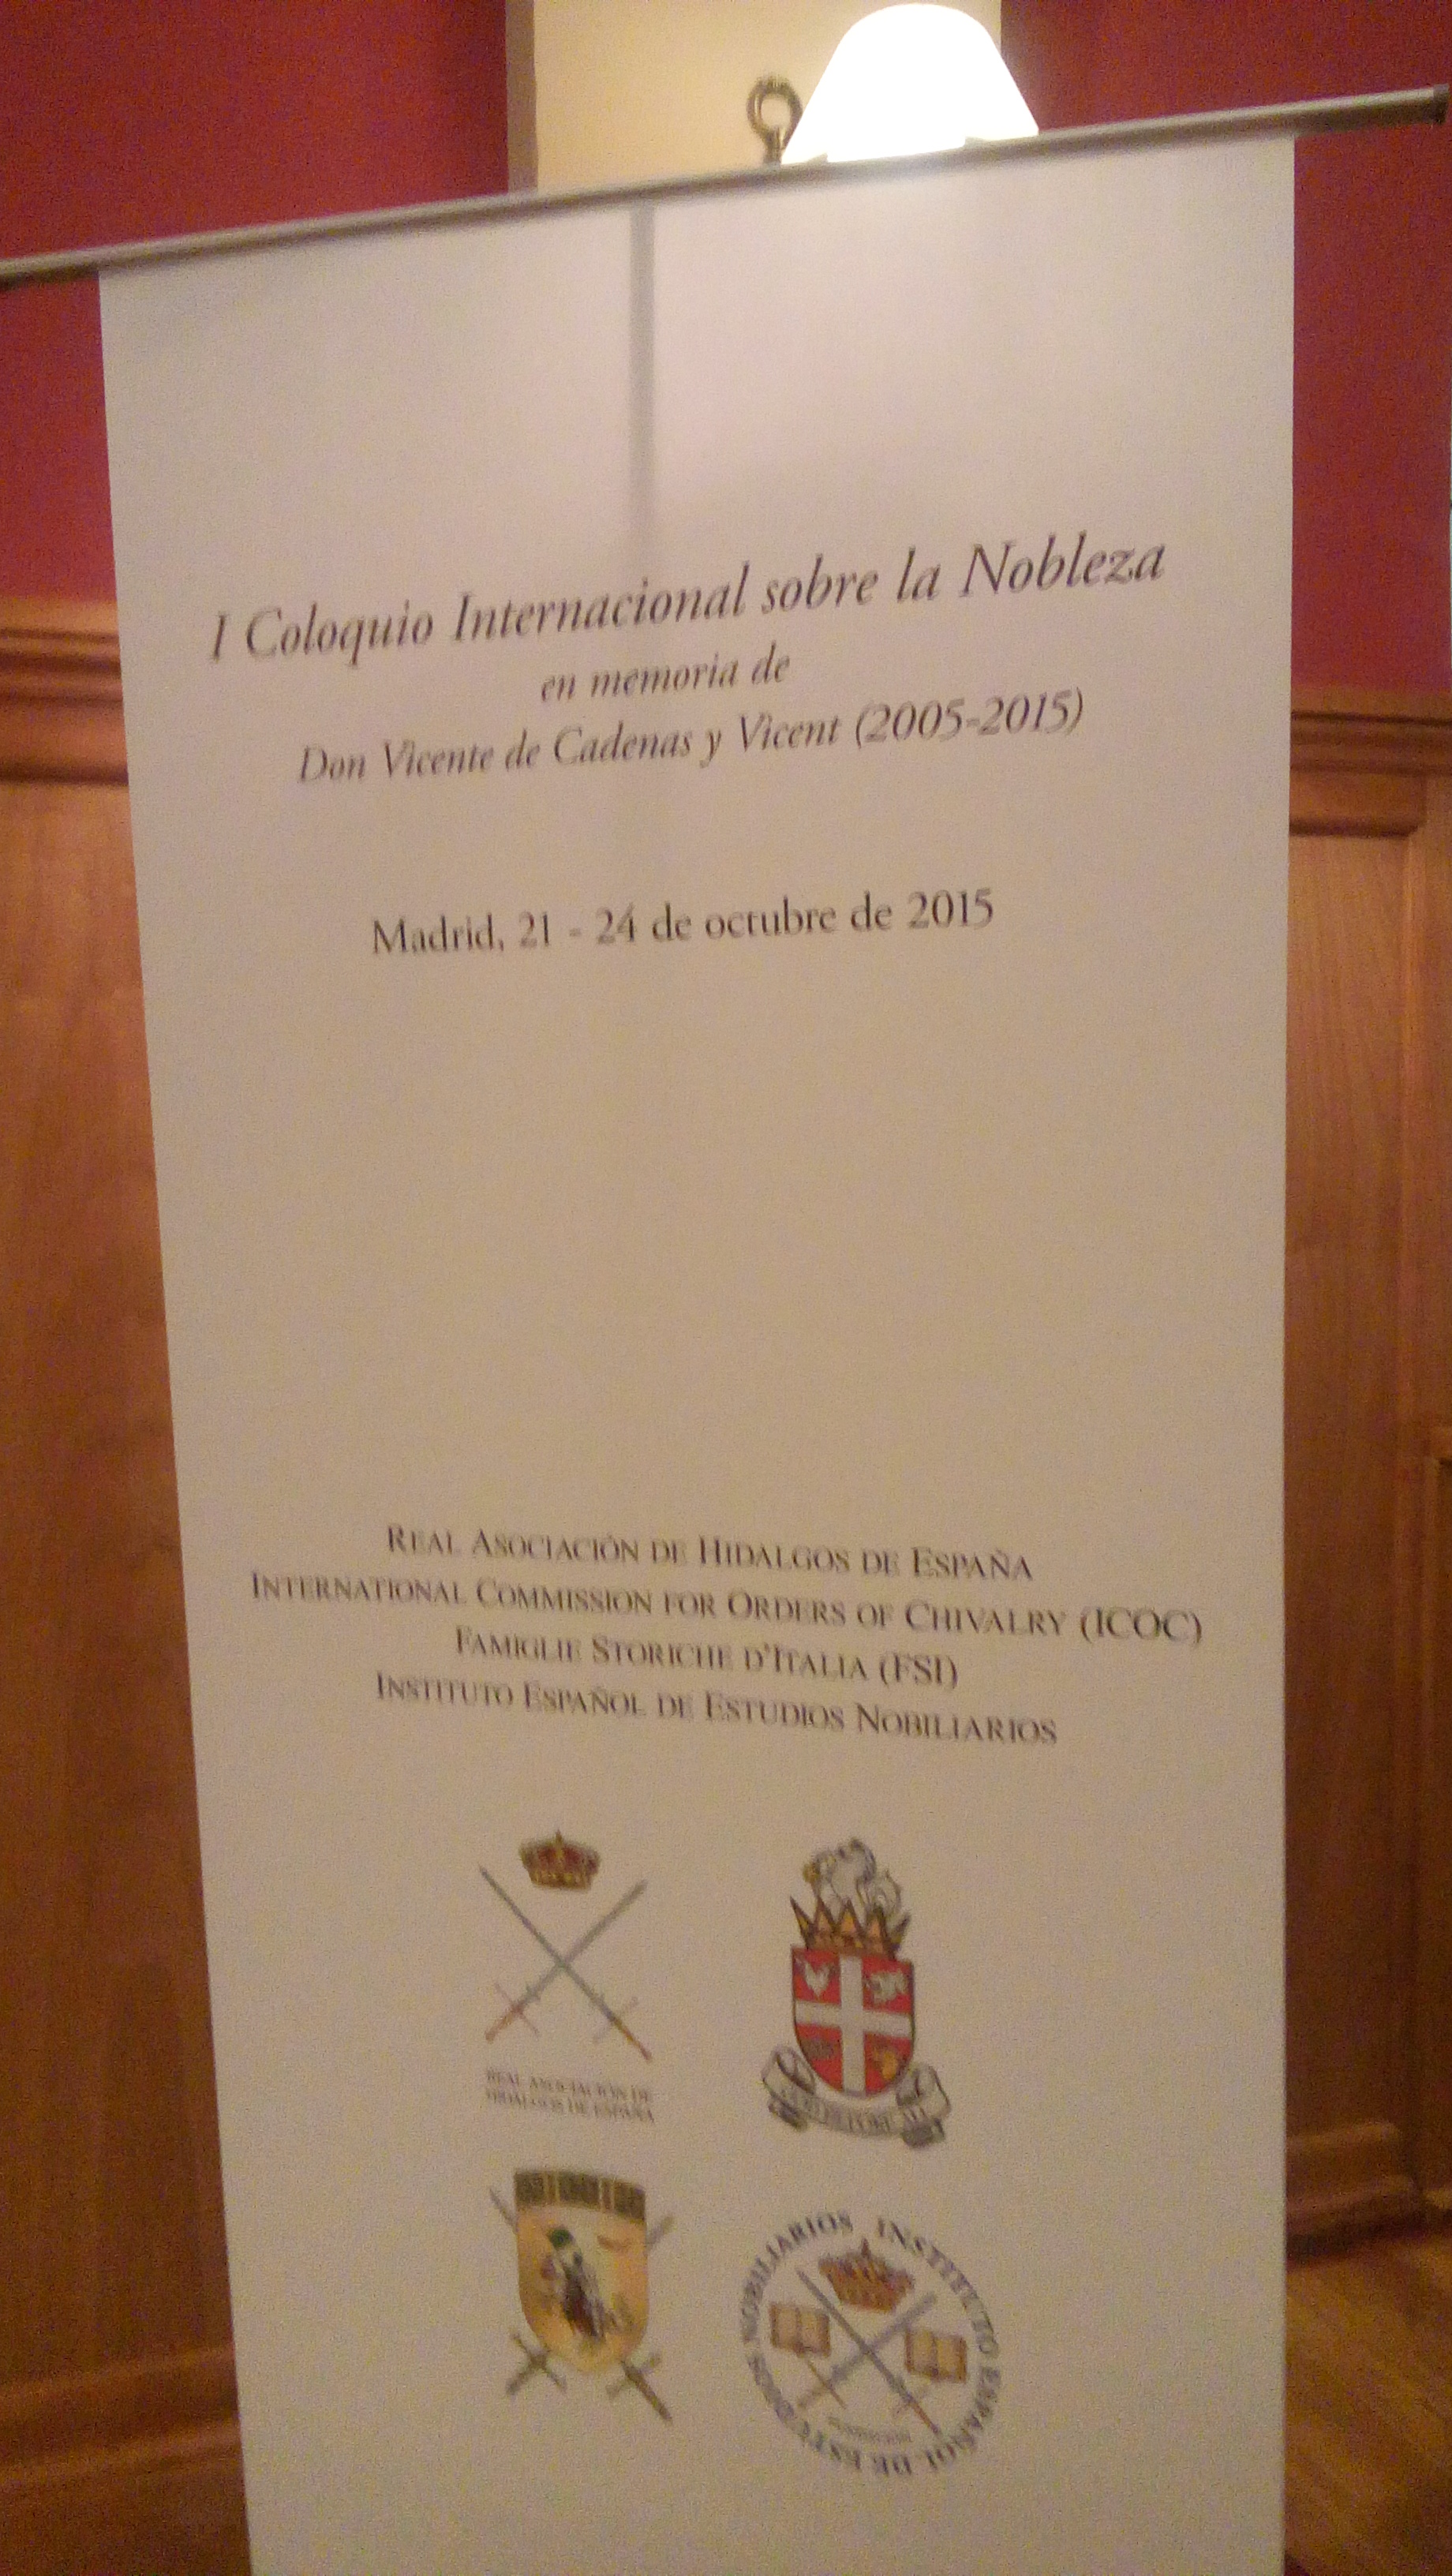 I Coloquio Internacional sobre la Nobleza
en memoria de
Don Vicente de Cadenas y Vicent (2005-2015)
Madrid, 21 - 24 de octubre de 2015
REAL ASOCIACIÓN DE HIDALGOS DE ESPAÑA
INTERNATIONAL COMMISSION FOR ORDERS OF CHIVALRY (ICOC)
FAMIGLIE STORICHE D'ITALIA (FSI)
INSTITUTO ESPAÑOL DE ESTUDIOS NOBILIARIOS
REAL ASOCIACIÓN DE
HIDALGOS DE ESPAÑA
INSTITUTO ESPAÑOL DE ESTUDIOS NOBILIARIOS